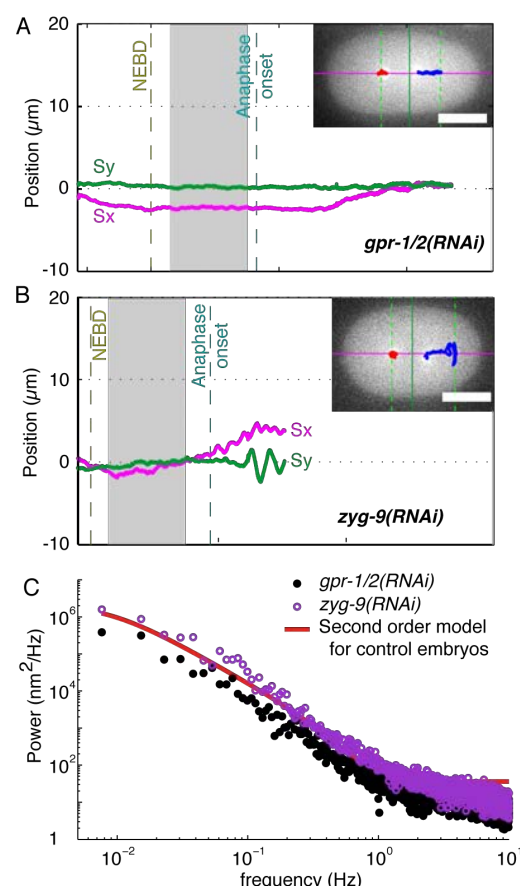 A
20
10
0
-10
Position (µm)
NEBD
Anaphase
onset
Sy
Sx
gpr-1/2(RNAi)
B
20
10
0
-10
Position (µm)
NEBD
Anaphase
onset
Sx
Sy
zyg-9(RNAi)
C
gpr-1/2(RNAi)
zyg-9(RNAi)
Second order model
for control embryos
Power (nm²/Hz)
10⁶
10⁴
10²
1
10⁻²
10⁻¹
10⁰
10¹
frequency (Hz)